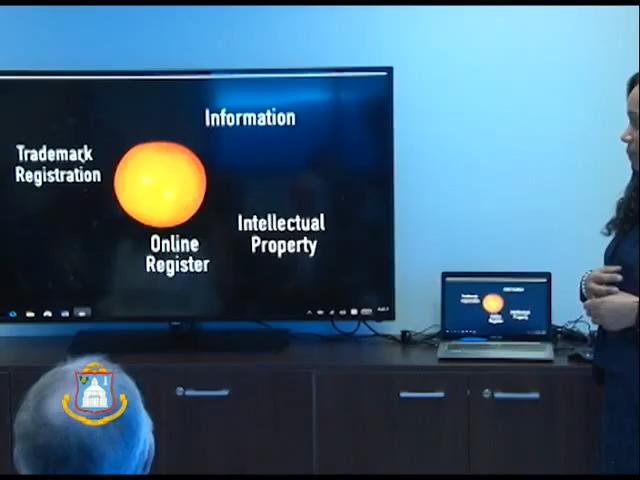 Information
Trademark
Registration
Intellectual
Property
Online
Register